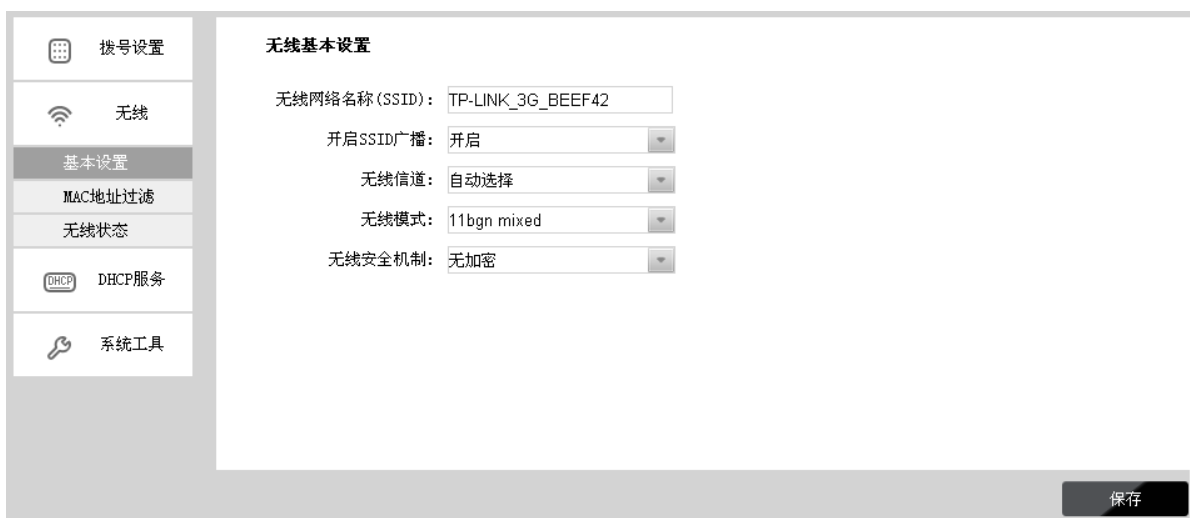 拨号设置
无线
基本设置
MAC地址过滤
无线状态
DHCP DHCP服务
系统工具
无线基本设置
无线网络名称(SSID): TP-LINK_3G_BEEF42
开启SSID广播: 开启
无线信道: 自动选择
无线模式: 11bgn mixed
无线安全机制: 无加密
保存